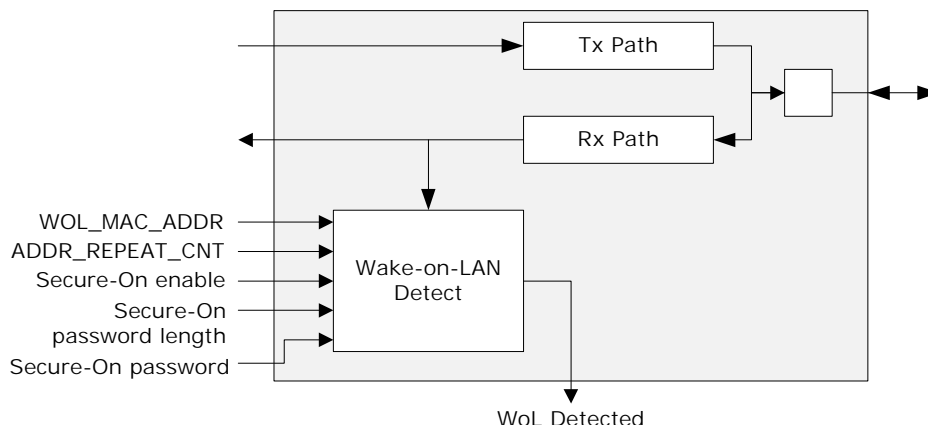 Tx Path
Rx Path
WOL_MAC_ADDR
ADDR_REPEAT_CNT
Secure-On enable
Secure-On
password length
Secure-On password
Wake-on-LAN
Detect
WoL Detected